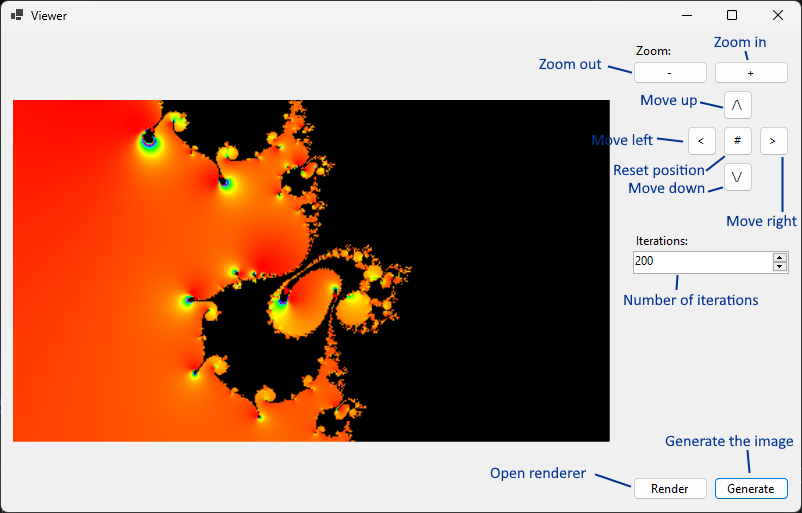 Viewer
Zoom:
Zoom in
Zoom out
-
+
Move up
/\
Move left
<
#
>
Reset position
Move down
\/
Move right
Iterations:
200
Number of iterations
Generate the image
Open renderer
Render
Generate